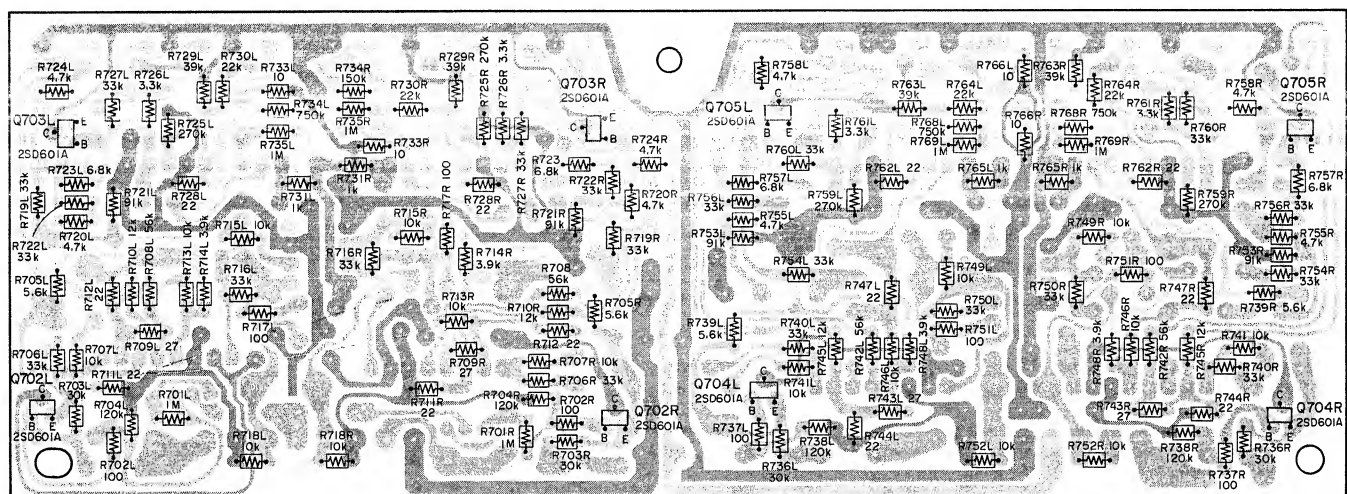 R724L
4.7k
R727L
33k
R726L
3.3k
R729L
39k
R730L
22k
R733L
10
R734L
750k
R735L
1M
R734R
150k
R735R
1M
R730R
22k
R729R
39k
R725R 270k
R726R 3.3k
R727R 33k
Q703R
2SD601A
C
E
B
R733R
10
R731R
1k
R724R
4.7k
Q703L
2SD601A
C
E
B
R725L
270k
R723L 6.8k
R719L 33k
R722L
33k
R720L
4.7k
R721L
91k
R728L
22
R731L
1k
R717R 100
R728R
22
R723
6.8k
R722R
33k
R720R
4.7k
R721R
91k
R719R
33k
R715L 10k
R715R
10k
R716R
33k
R714R
3.9k
R710L 12k
R708L 56k
R713L 10k
R714L 3.9k
R716L
33k
R705L
5.6k
R712L
22
R717L
100
R709L 27
R713R
10k
R708
56k
R710R
12k
R712 22
R705R
5.6k
R709R
27
R707R 10k
R706R 33k
R706L
33k
R707L
10k
R711L 22
Q702L
2SD601A
C
B
E
R703L
30k
R704L
120k
R701L
1M
R702L
100
R718L
10k
R718R
10k
R711R
22
R704R
120k
R702R
100
R701R
1M
R703R
30k
Q702R
2SD601A
C
B
E
R758L
4.7k
Q705L
2SD601A
C
B
E
R761L
3.3k
R763L
39k
R764L
22k
R768L
750k
R769L
1M
R766L
10
R766R
10
R763R
39k
R764R
22k
R768R
750k
R769R
1M
R761R
3.3k
R760R
33k
R758R
4.7k
Q705R
2SD601A
C
B
E
R760L 33k
R757L
6.8k
R756L
33k
R755L
4.7k
R753L
91k
R759L
270k
R762L 22
R765L 1k
R765R 1k
R762R 22
R759R
270k
R757R
6.8k
R756R 33k
R755R
4.7k
R753R
91k
R754R
33k
R749R 10k
R754L 33k
R747L
22
R749L
10k
R750L
33k
R751L
100
R751R 100
R750R
33k
R747R
22
R739R 5.6k
R739L
5.6k
R740L
33k
R741L
10k
R745L 12k
R742L 56k
R746L
10k
R748L 3.9k
R748R 3.9k
R746R
10k
R742R 56k
R745R 12k
R741 10k
R740R
33k
Q704L
2SD601A
C
B
E
R743L 27
R737L
100
R736L
30k
R738L
120k
R744L
22
R752L 10k
R752R 10k
R743R
27
R744R
22
R738R
120k
R737R
100
R736R
30k
Q704R
2SD601A
C
B
E